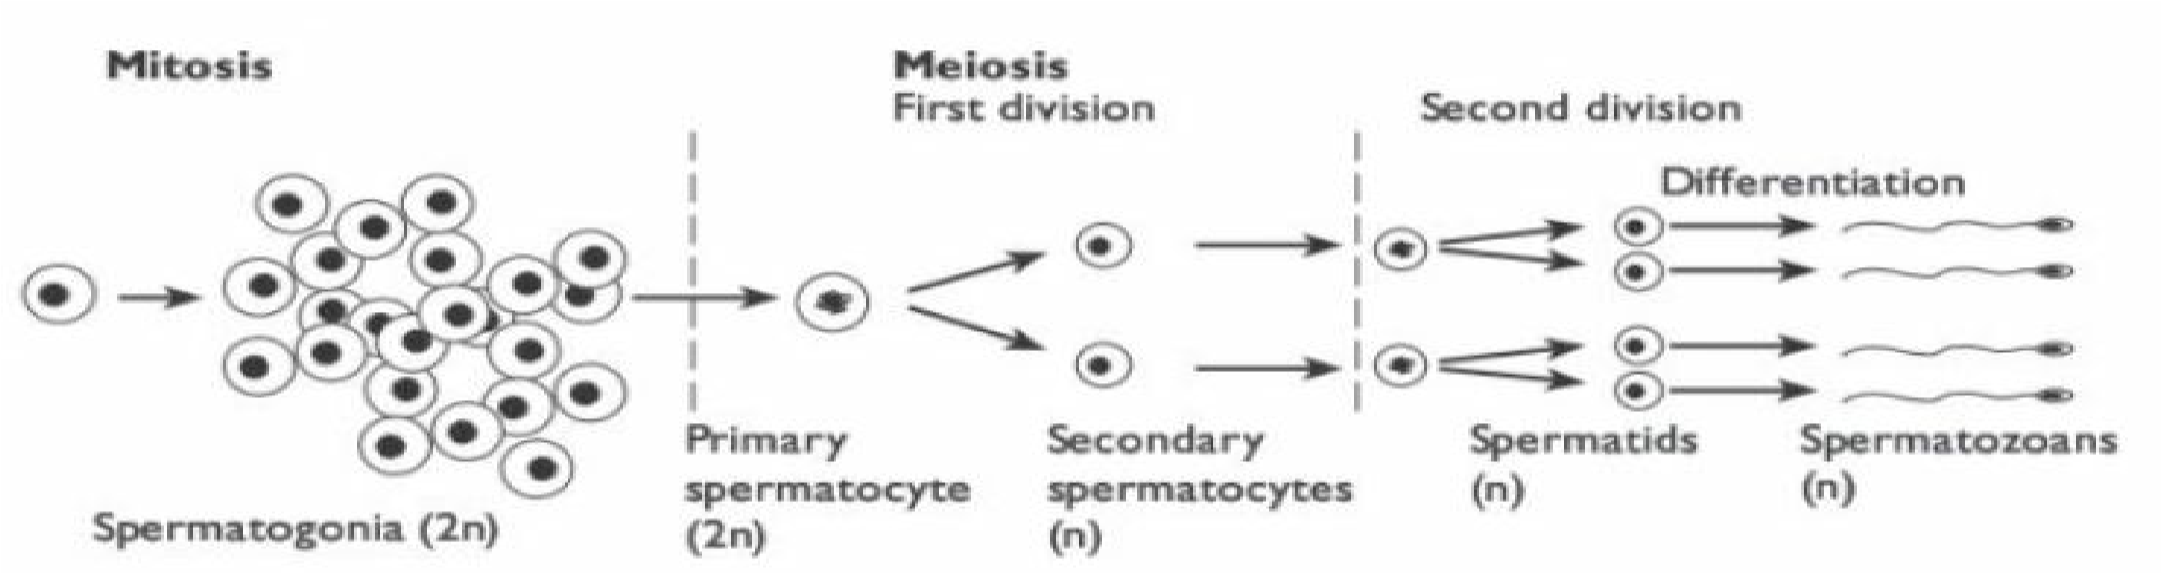 Mitosis
Meiosis
First division
Second division
Differentiation
Primary
spermatocyte
(2n)
Secondary
spermatocytes
(n)
Spermatids
(n)
Spermatozoans
(n)
Spermatogonia (2n)